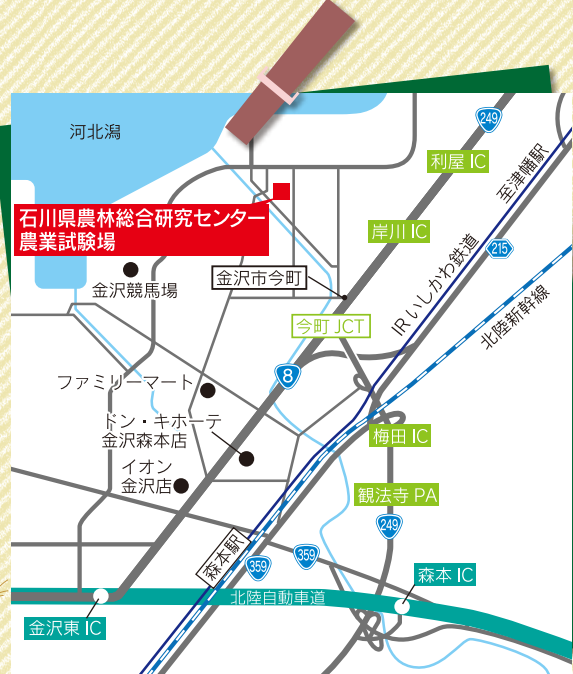 河北潟
249
利屋 IC
至津幡駅
石川県農林総合研究センター
農業試験場
岸川 IC
215
金沢競馬場
金沢市今町
IRいしかわ鉄道
北陸新幹線
今町 JCT
8
ファミリーマート
ドン・キホーテ
金沢森本店
梅田 IC
イオン
金沢店
観法寺 PA
249
森本駅
359
359
森本 IC
北陸自動車道
金沢東 IC